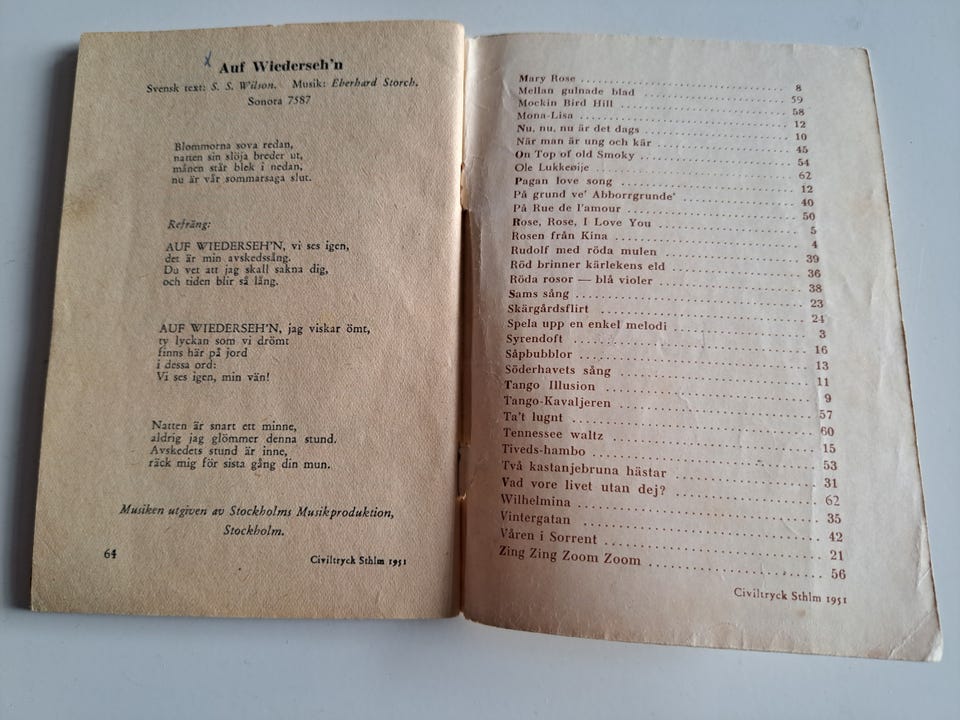 Auf Wiederseh'n
Svensk text: S. S. Wilson. Musik: Eberhard Storch.
Sonora 7587
Blommorna sova redan,
natten sin slöja breder ut,
månen står blek i nedan,
nu är vår sommarsaga slut.
Refräng:
AUF WIEDERSEH'N, vi ses igen,
det är min avskedssång.
Du vet att jag skall sakna dig,
och tiden blir så lång.
AUF WIEDERSEH'N, jag viskar ömt,
ty lyckan som vi drömt
finns här på jord
i dessa ord:
Vi ses igen, min vän!
Natten är snart ett minne,
aldrig jag glömmer denna stund.
Avskedets stund är inne,
räck mig för sista gång din mun.
Musiken utgiven av Stockholms Musikproduktion,
Stockholm.
64 Civiltryck Sthlm 1951
Mary Rose 8
Mellan gulnade blad 59
Mockin Bird Hill 58
Mona-Lisa 12
Nu, nu, nu är det dags 10
När man är ung och kär 45
On Top of old Smoky 54
Ole Lukkeøije 62
Pagan love song 12
På grund ve' Abborrgrunde' 40
På Rue de l'amour 50
Rose, Rose, I Love You 5
Rosen från Kina 4
Rudolf med röda mulen 39
Röd brinner kärlekens eld 36
Röda rosor — blå violer 38
Sams sång 23
Skärgårdsflirt 24
Spela upp en enkel melodi 3
Syrendoft 16
Såpbubblor 13
Söderhavets sång 11
Tango Illusion 9
Tango-Kavaljeren 57
Ta't lugnt 60
Tennessee waltz 15
Tiveds-hambo 53
Två kastanjebruna hästar 31
Vad vore livet utan dej? 62
Wilhelmina 35
Vintergatan 42
Våren i Sorrent 21
Zing Zing Zoom Zoom 56
Civiltryck Sthlm 1951